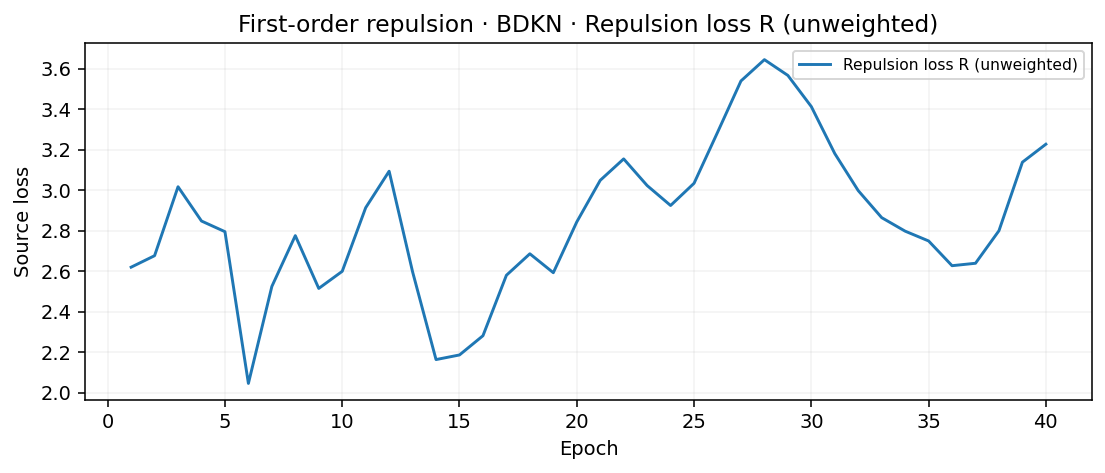 First-order repulsion · BDKN · Repulsion loss R (unweighted)
Repulsion loss R (unweighted)
Source loss
3.6
3.4
3.2
3.0
2.8
2.6
2.4
2.2
2.0
0 5 10 15 20 25 30 35 40
Epoch